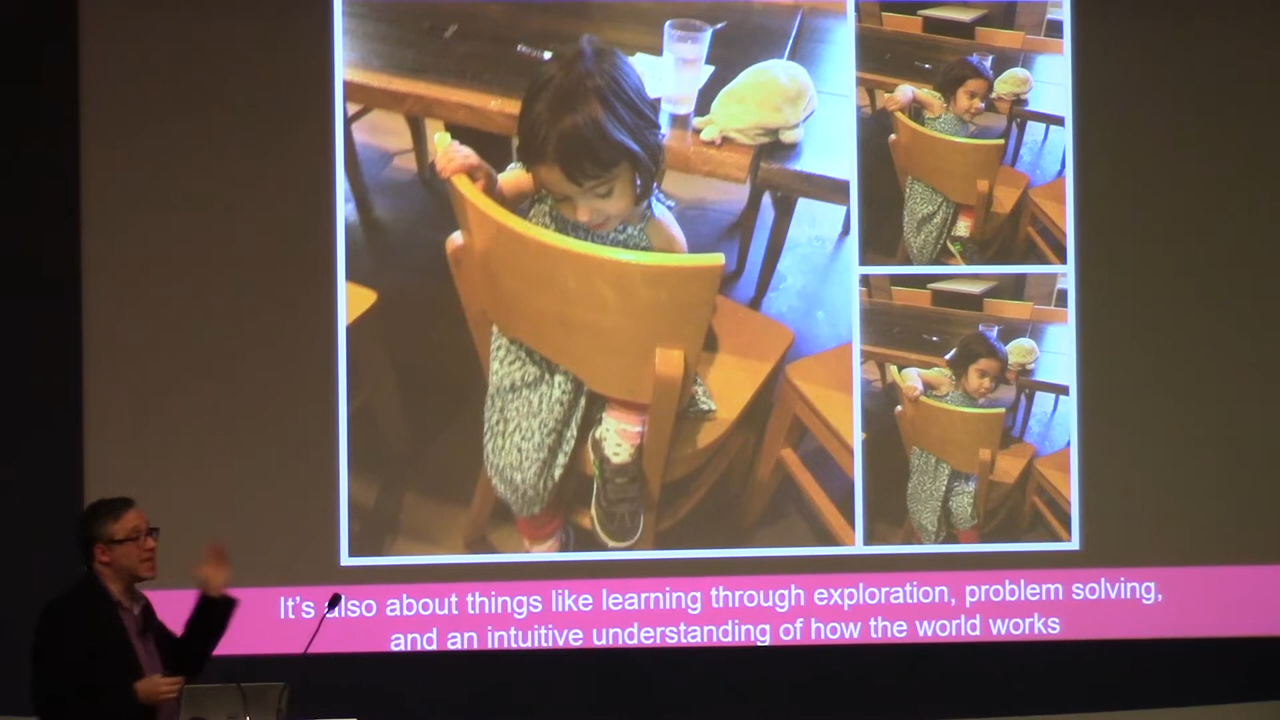 It's also about things like learning through exploration, problem solving,
and an intuitive understanding of how the world works